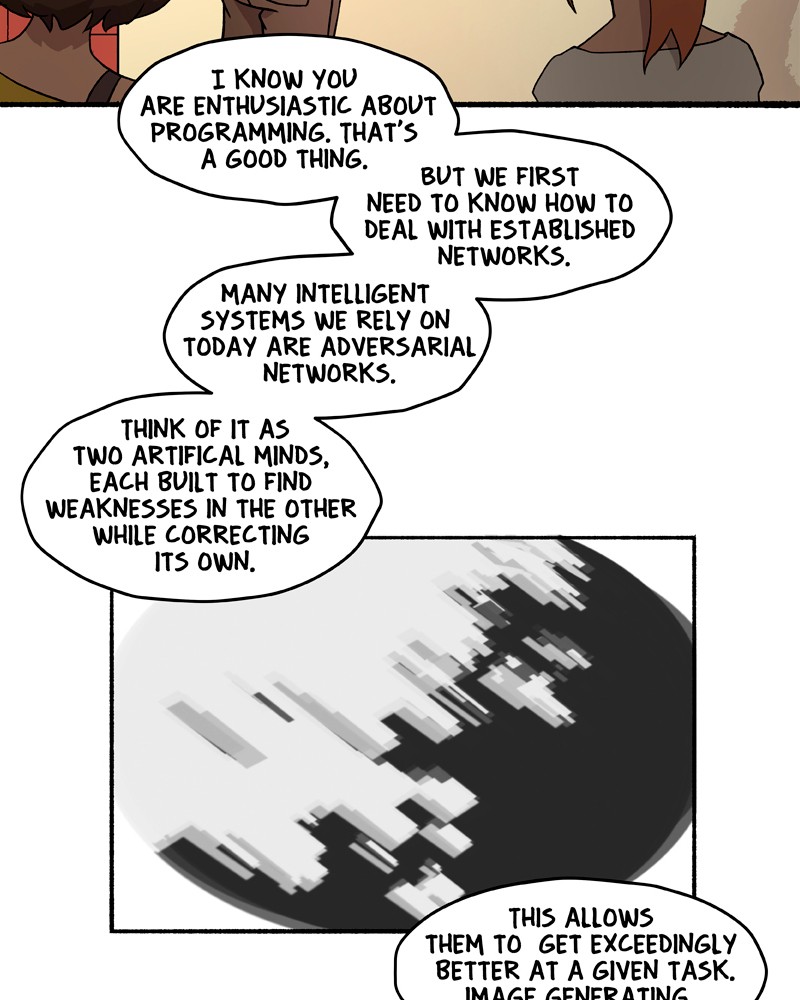 I KNOW YOU
ARE ENTHUSIASTIC ABOUT
PROGRAMMING. THAT'S
A GOOD THING.
BUT WE FIRST
NEED TO KNOW HOW TO
DEAL WITH ESTABLISHED
NETWORKS.
MANY INTELLIGENT
SYSTEMS WE RELY ON
TODAY ARE ADVERSARIAL
NETWORKS.
THINK OF IT AS
TWO ARTIFICAL MINDS,
EACH BUILT TO FIND
WEAKNESSES IN THE OTHER
WHILE CORRECTING
ITS OWN.
THIS ALLOWS
THEM TO GET EXCEEDINGLY
BETTER AT A GIVEN TASK.
IMAGE GENERATING